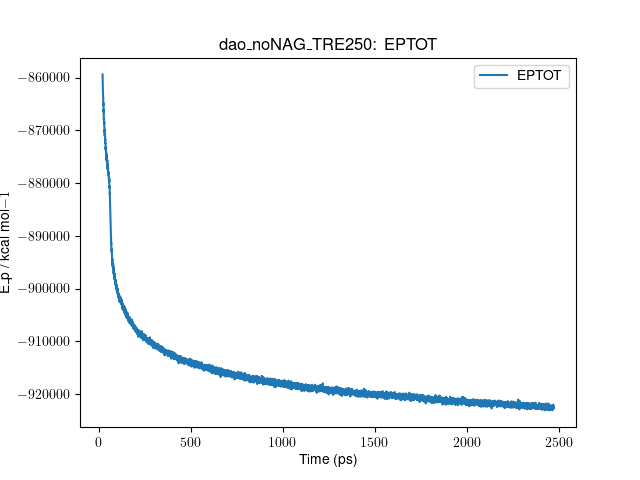 dao_noNAG_TRE250: EPTOT
EPTOT
E_p / kcal mol−1
−860000
−870000
−880000
−890000
−900000
−910000
−920000
0 500 1000 1500 2000 2500
Time (ps)